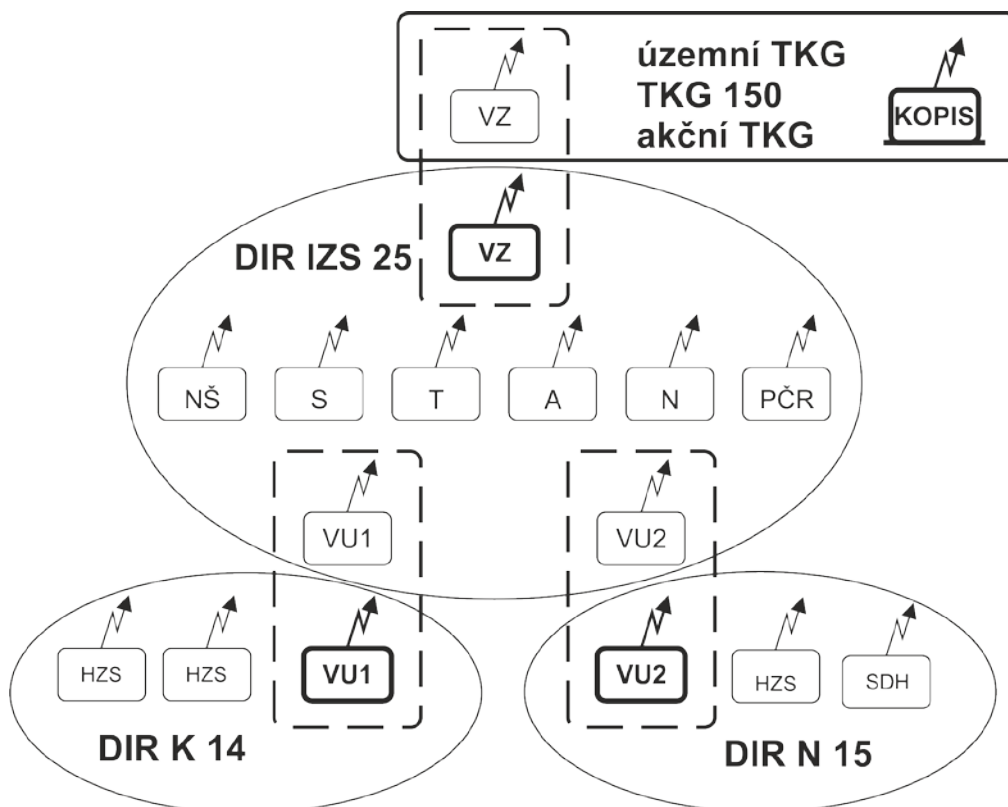 územní TKG
TKG 150
akční TKG
KOPIS
VZ
DIR IZS 25
VZ
NŠ
S
T
A
N
PČR
VU1
VU2
HZS
HZS
VU1
VU2
HZS
SDH
DIR K 14
DIR N 15